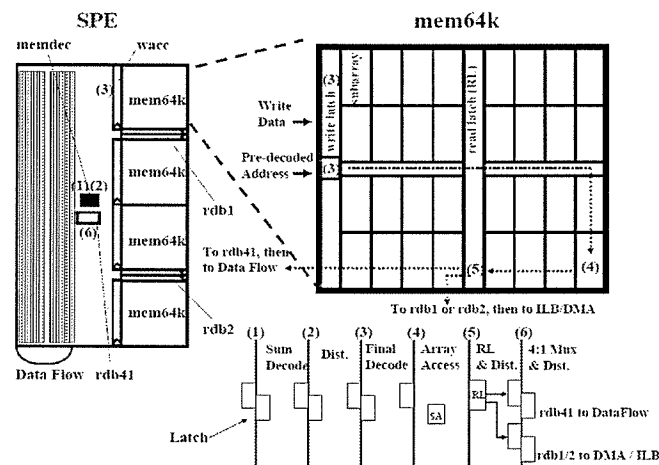 SPE
mem64k
memdec
wacc
(3)
mem64k
mem64k
mem64k
mem64k
(1)(2)
(6)
rdb1
rdb2
Data Flow
rdb41
Write Data
Pre-decoded Address
(3)
write latch
subarray
read latch (RL)
(3)
(4)
(5)
To rdb41, then to Data Flow
To rdb1 or rdb2, then to ILB/DMA
(1)
(2)
(3)
(4)
(5)
(6)
Sum Decode
Dist.
Final Decode
Array Access
RL & Dist.
4:1 Mux & Dist.
Latch
SA
RL
rdb41 to DataFlow
rdb1/2 to DMA / ILB